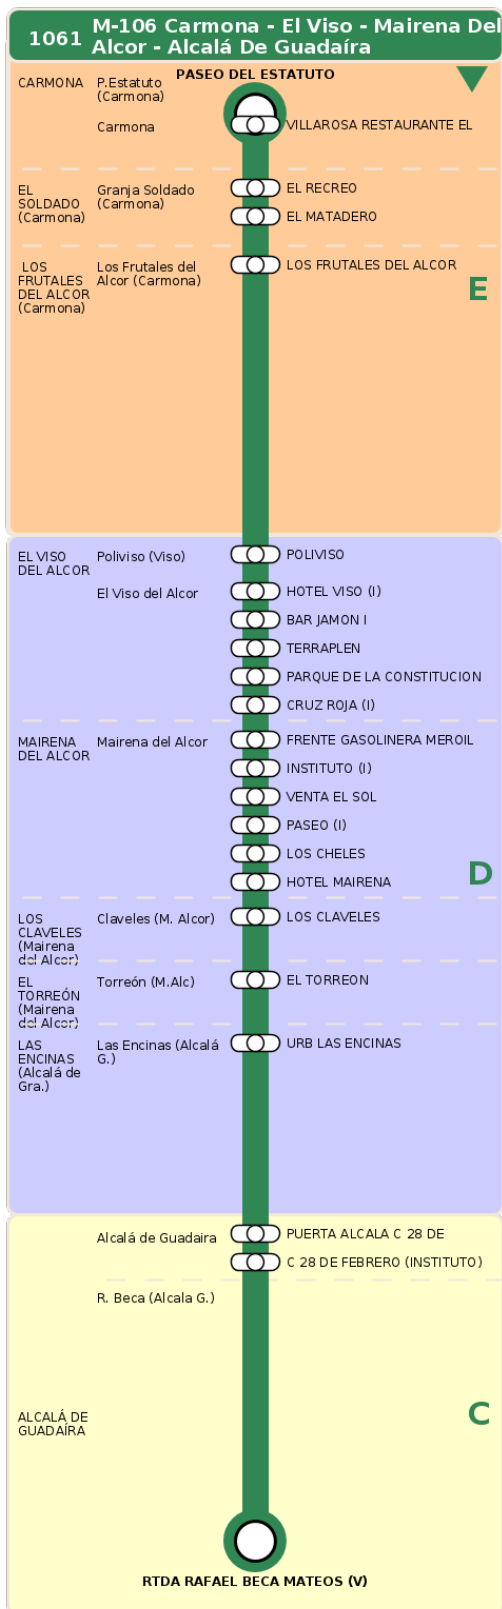 1061
M-106 Carmona - El Viso - Mairena Del
Alcor - Alcalá De Guadaíra
PASEO DEL ESTATUTO
CARMONA
P.Estatuto
(Carmona)
Carmona
VILLAROSA RESTAURANTE EL
EL
SOLDADO
(Carmona)
Granja Soldado
(Carmona)
EL RECREO
EL MATADERO
LOS
FRUTALES
DEL ALCOR
(Carmona)
Los Frutales del
Alcor (Carmona)
LOS FRUTALES DEL ALCOR
E
EL VISO
DEL ALCOR
Poliviso (Viso)
POLIVISO
El Viso del Alcor
HOTEL VISO (I)
BAR JAMON I
TERRAPLEN
PARQUE DE LA CONSTITUCION
CRUZ ROJA (I)
MAIRENA
DEL ALCOR
Mairena del Alcor
FRENTE GASOLINERA MEROIL
INSTITUTO (I)
VENTA EL SOL
PASEO (I)
LOS CHELES
D
HOTEL MAIRENA
LOS
CLAVELES
(Mairena
del Alcor)
Claveles (M. Alcor)
LOS CLAVELES
EL
TORREÓN
(Mairena
del Alcor)
Torreón (M.Alc)
EL TORREON
LAS
ENCINAS
(Alcalá de
Gra.)
Las Encinas (Alcalá
G.)
URB LAS ENCINAS
Alcalá de Guadaira
PUERTA ALCALA C 28 DE
C 28 DE FEBRERO (INSTITUTO)
R. Beca (Alcala G.)
ALCALÁ DE
GUADAÍRA
C
RTDA RAFAEL BECA MATEOS (V)